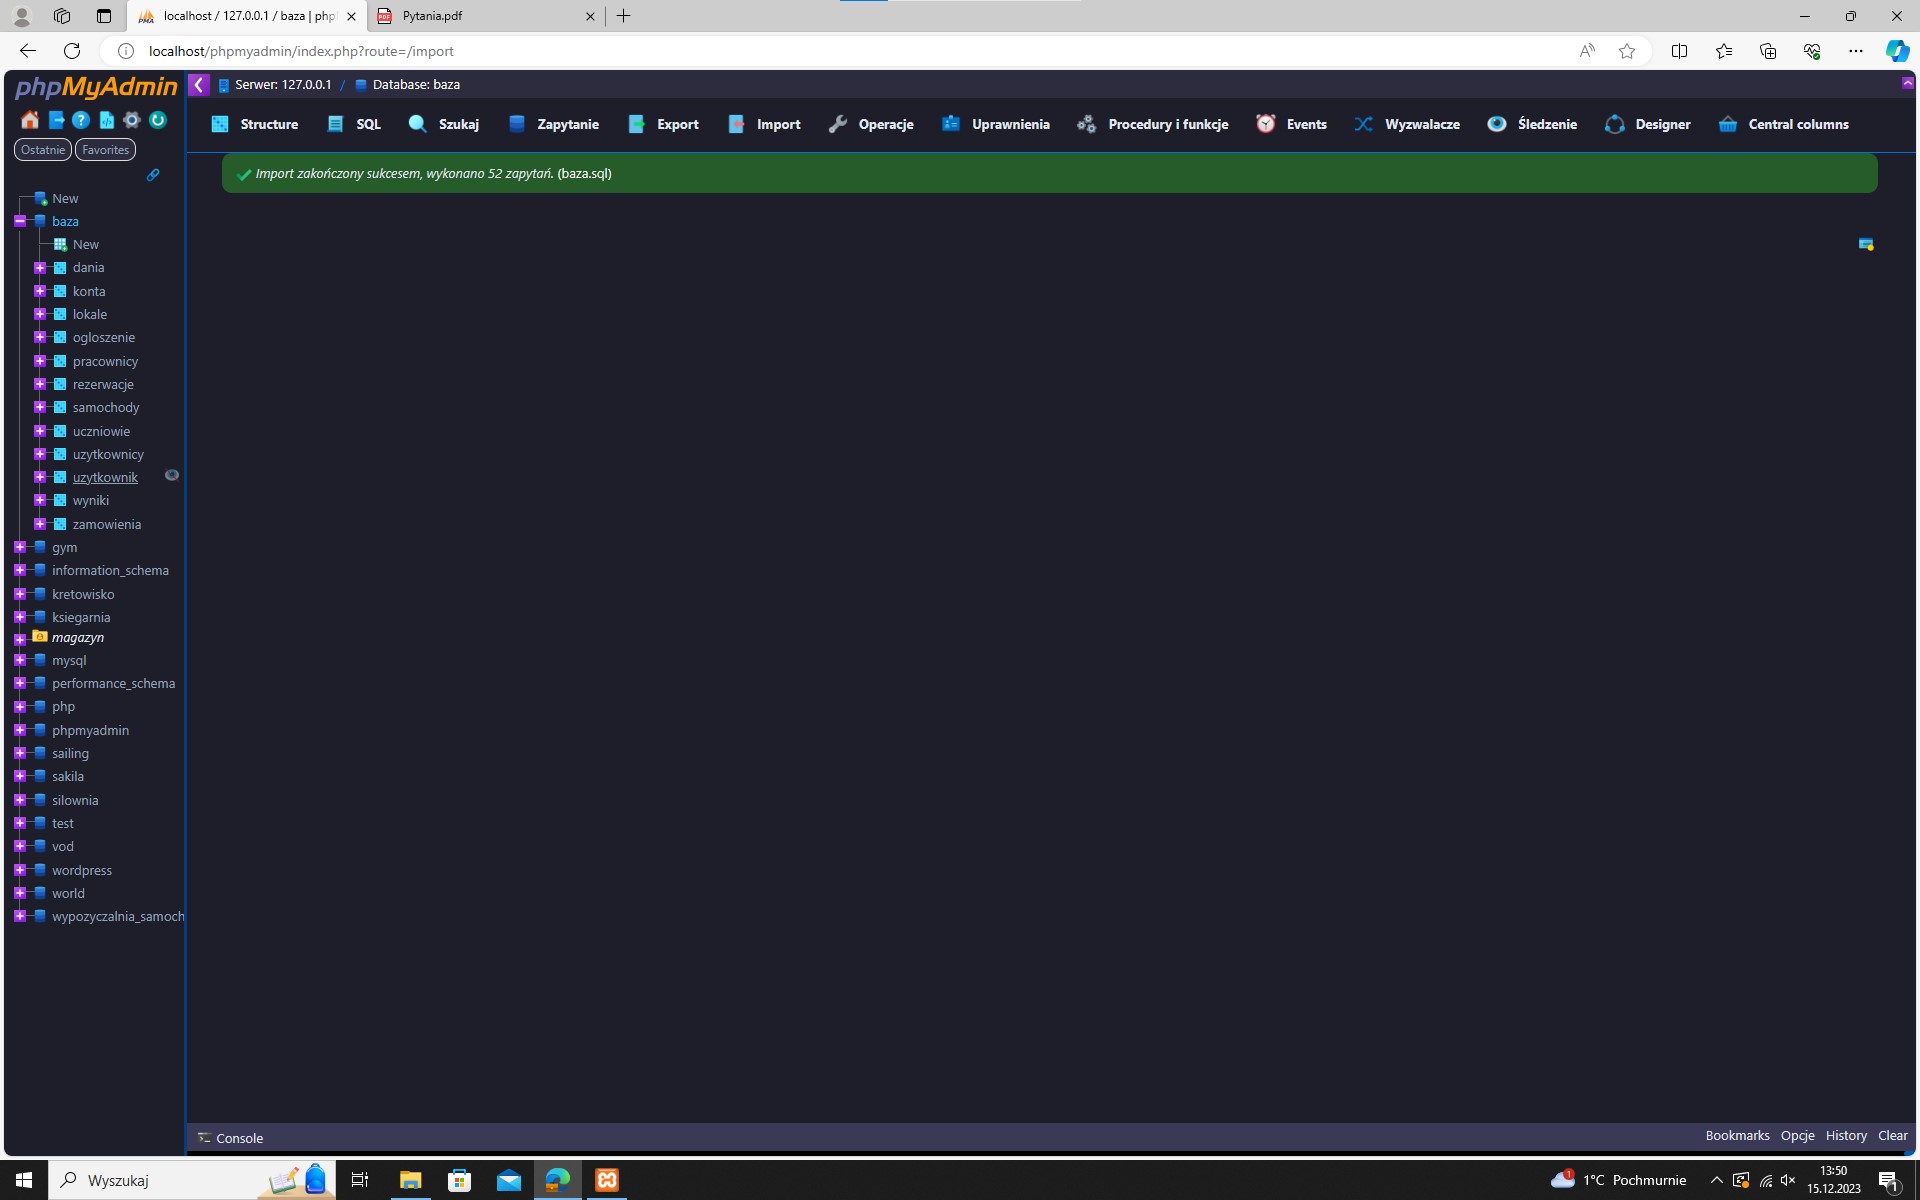 localhost / 127.0.0.1 / baza | php
Pytania.pdf
localhost/phpmyadmin/index.php?route=/import
phpMyAdmin
Serwer: 127.0.0.1 / Database: baza
Structure SQL Szukaj Zapytanie Export Import Operacje Uprawnienia Procedury i funkcje Events Wyzwalacze Śledzenie Designer Central columns
Ostatnie Favorites
Import zakończony sukcesem, wykonano 52 zapytań. (baza.sql)
New
baza
New
dania
konta
lokale
ogloszenie
pracownicy
rezerwacje
samochody
uczniowie
uzytkownicy
uzytkownik
wyniki
zamowienia
gym
information_schema
kretowisko
ksiegarnia
magazyn
mysql
performance_schema
php
phpmyadmin
sailing
sakila
silownia
test
vod
wordpress
world
wypozyczalnia_samoch
Console
Bookmarks Opcje History Clear
Wyszukaj
1 1°C Pochmurnie
13:50
15.12.2023
1